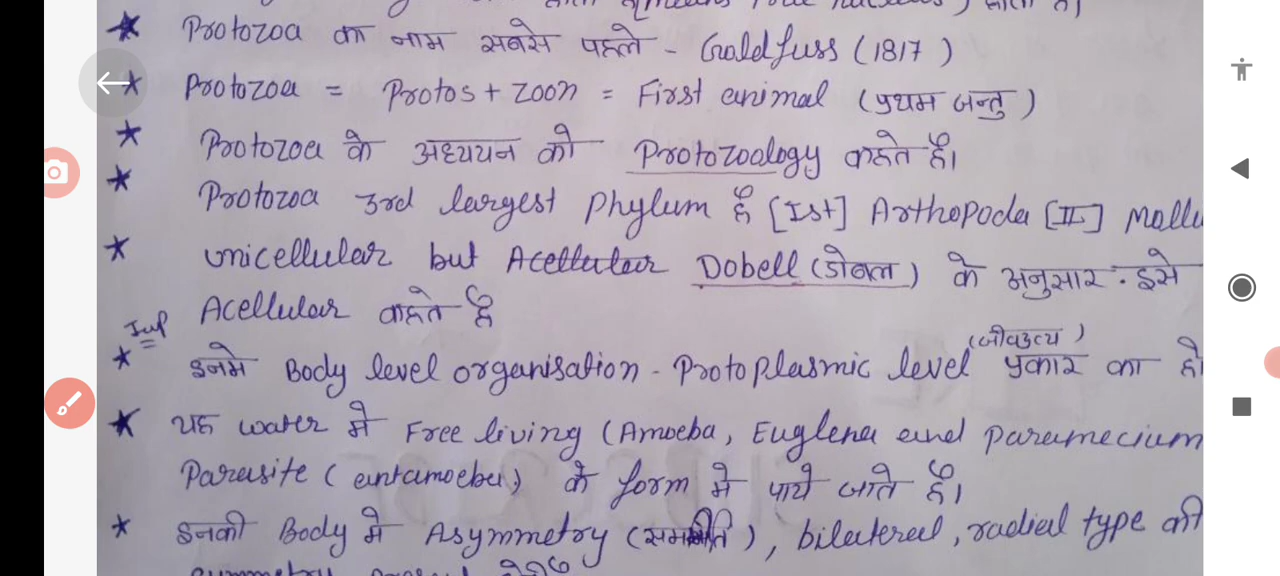 Protozoa का नाम सबसे पहले - Goldfuss (1817)
Protozoa = Protos + zoon = First animal (प्रथम जन्तु)
Protozoa के अध्ययन को Protozoalogy कहते है।
Protozoa 3rd largest Phylum है [Ist] Arthopoda [II] Mollu
unicellular but Acellular Dobell (डोबल) के अनुसार इसे
Acellular कहते है
Imp
(जीवद्रव्य)
इनमे Body level organisation - Protoplasmic level प्रकार का हो
यह water मे Free living (Amoeba, Euglena and paramecium
Parasite (entamoeba) के form मे पाये जाते है।
इनकी Body मे Asymmetry (), bilateral, radial type की